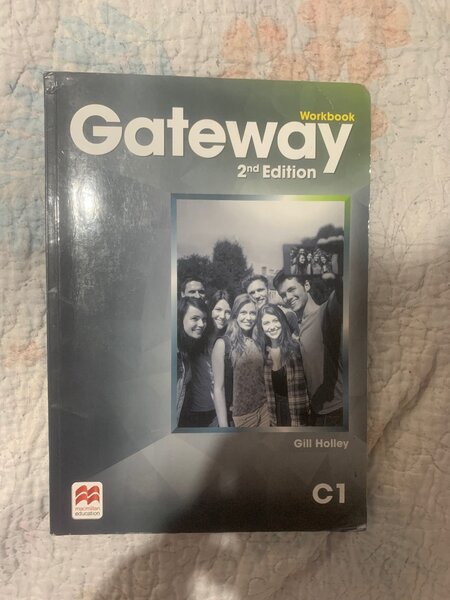 Workbook
Gateway
2nd Edition
Gill Holley
macmillan
education
C1